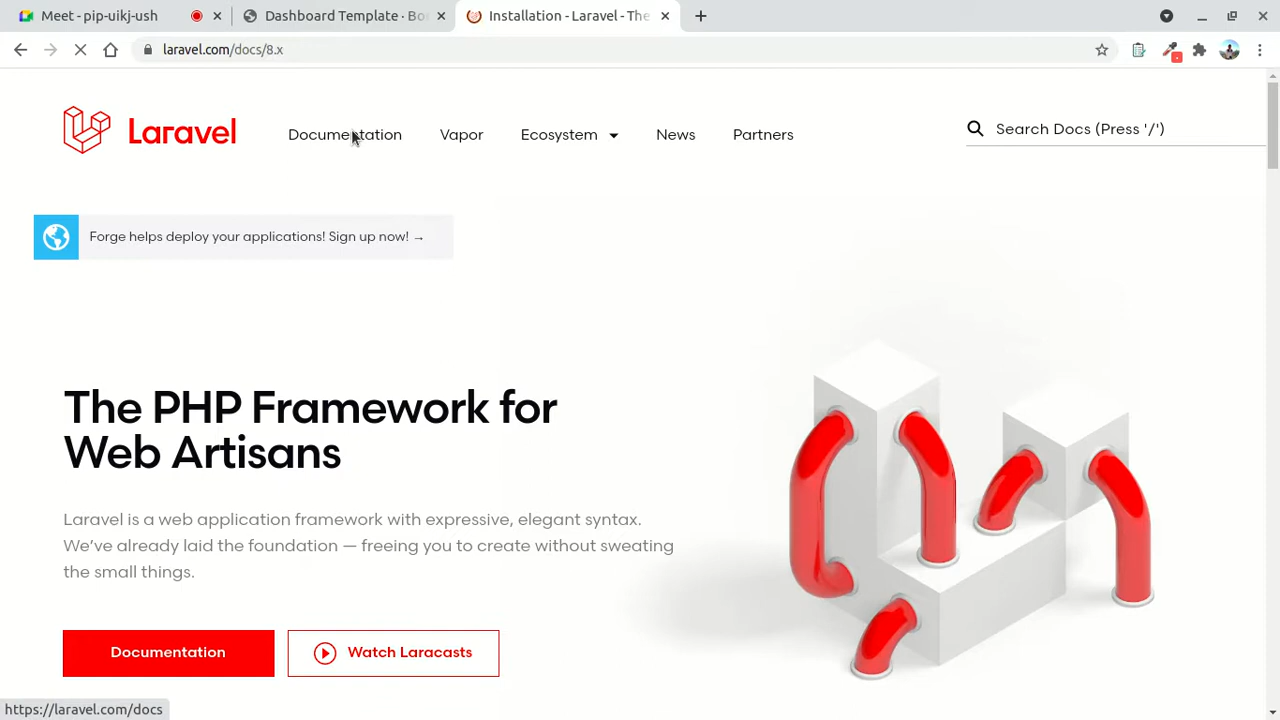 Meet - pip-uikj-ush
Dashboard Template · Bo
Installation - Laravel - The
laravel.com/docs/8.x
Laravel
Documentation
Vapor
Ecosystem
News
Partners
Search Docs (Press '/')
Forge helps deploy your applications! Sign up now! →
The PHP Framework for
Web Artisans
Laravel is a web application framework with expressive, elegant syntax.
We've already laid the foundation — freeing you to create without sweating
the small things.
Documentation
Watch Laracasts
https://laravel.com/docs